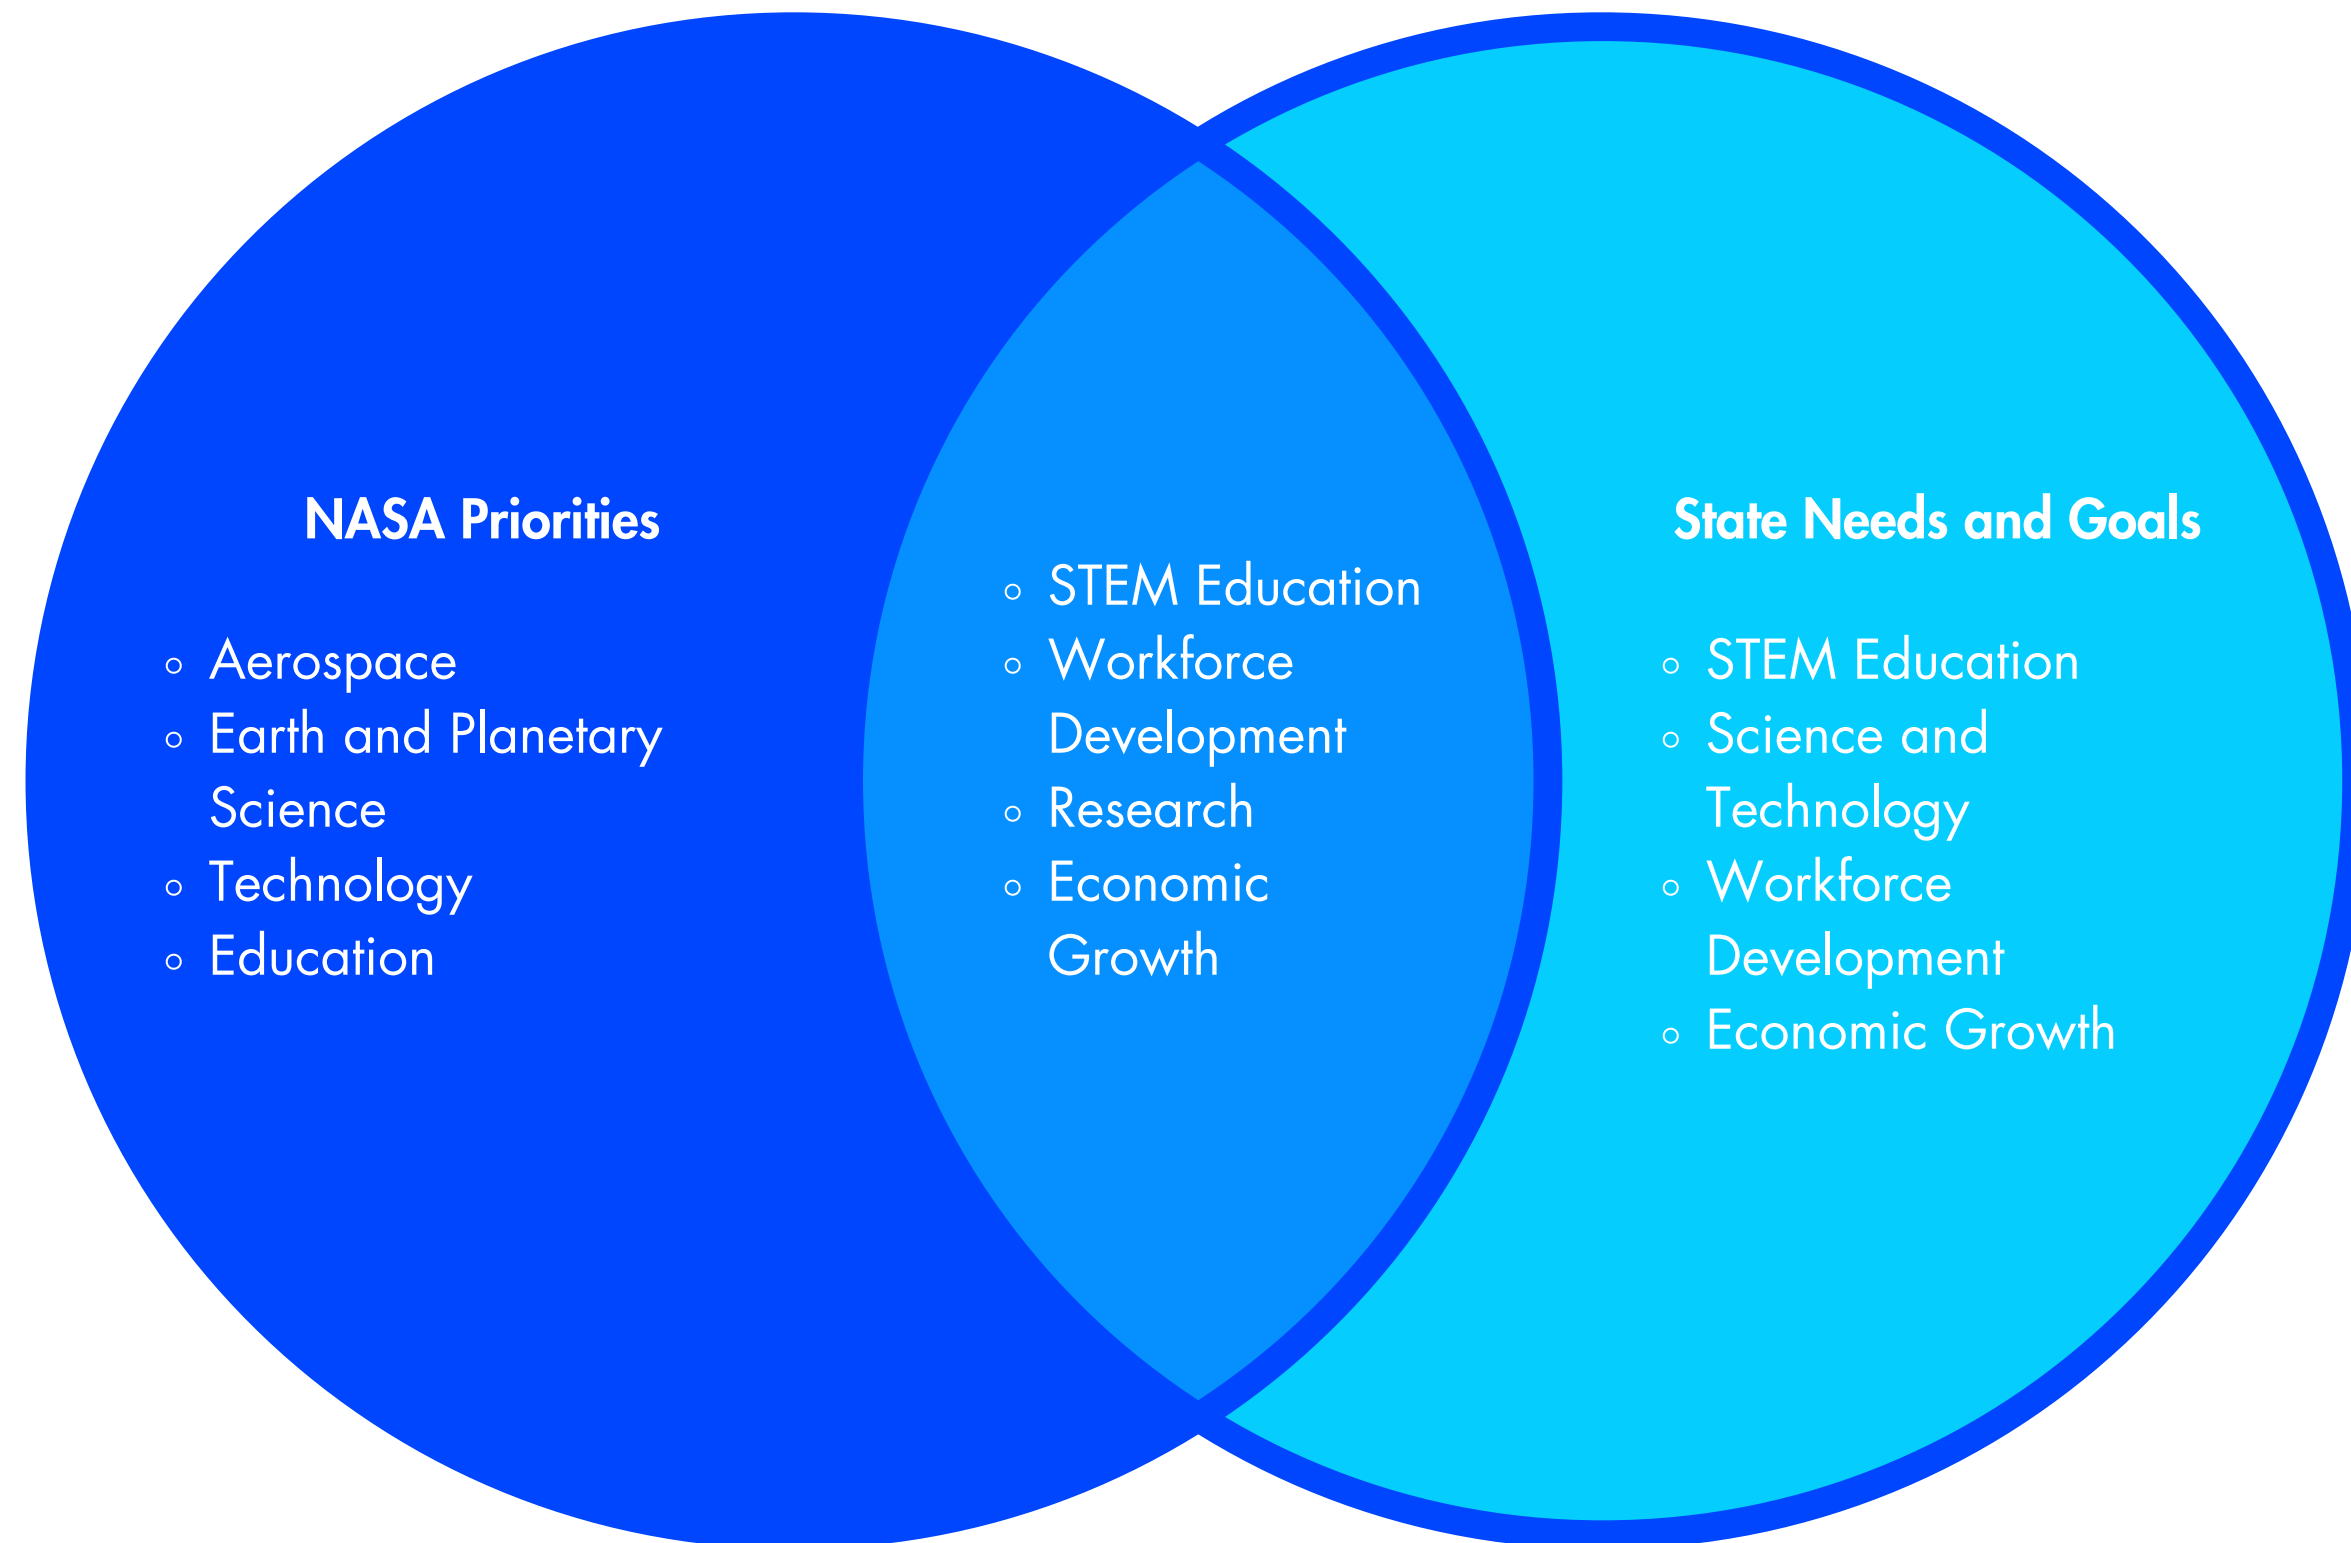 NASA Priorities
○ Aerospace
○ Earth and Planetary
Science
○ Technology
○ Education
○ STEM Education
○ Workforce
Development
○ Research
○ Economic
Growth
State Needs and Goals
○ STEM Education
○ Science and
Technology
○ Workforce
Development
○ Economic Growth